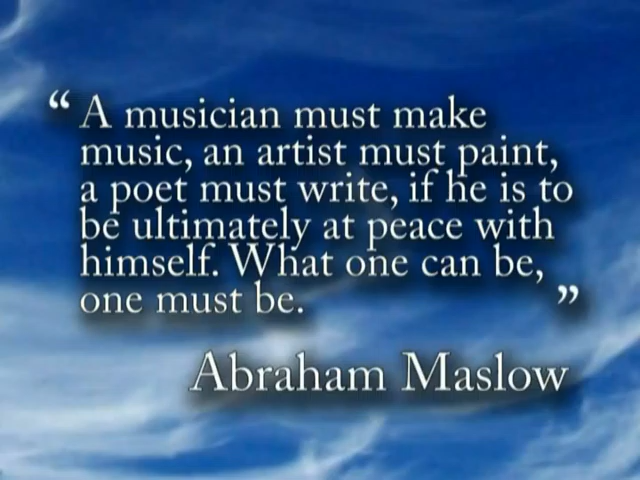 “ A musician must make
music, an artist must paint,
a poet must write, if he is to
be ultimately at peace with
himself. What one can be,
one must be. ”
Abraham Maslow